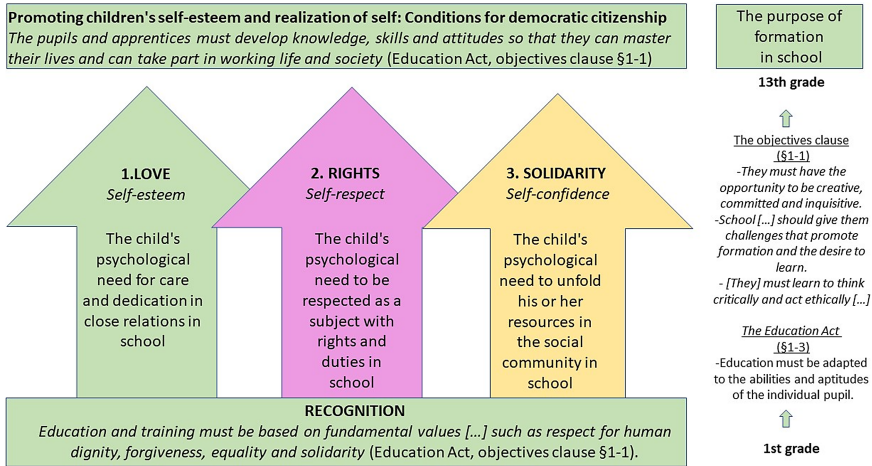 Promoting children's self-esteem and realization of self: Conditions for democratic citizenship
The pupils and apprentices must develop knowledge, skills and attitudes so that they can master
their lives and can take part in working life and society (Education Act, objectives clause §1-1)
1.LOVE
Self-esteem
The child's
psychological
need for care
and dedication in
close relations in
school
2. RIGHTS
Self-respect
The child's
psychological
need to be
respected as a
subject with
rights and
duties in
school
3. SOLIDARITY
Self-confidence
The child's
psychological
need to unfold
his or her
resources in
the social
community in
school
RECOGNITION
Education and training must be based on fundamental values […] such as respect for human
dignity, forgiveness, equality and solidarity (Education Act, objectives clause §1-1).
The purpose of
formation
in school
13th grade
The objectives clause
(§1-1)
-They must have the
opportunity to be creative,
committed and inquisitive.
-School […] should give them
challenges that promote
formation and the desire to
learn.
- [They] must learn to think
critically and act ethically […]
The Education Act
(§1-3)
-Education must be adapted
to the abilities and aptitudes
of the individual pupil.
1st grade